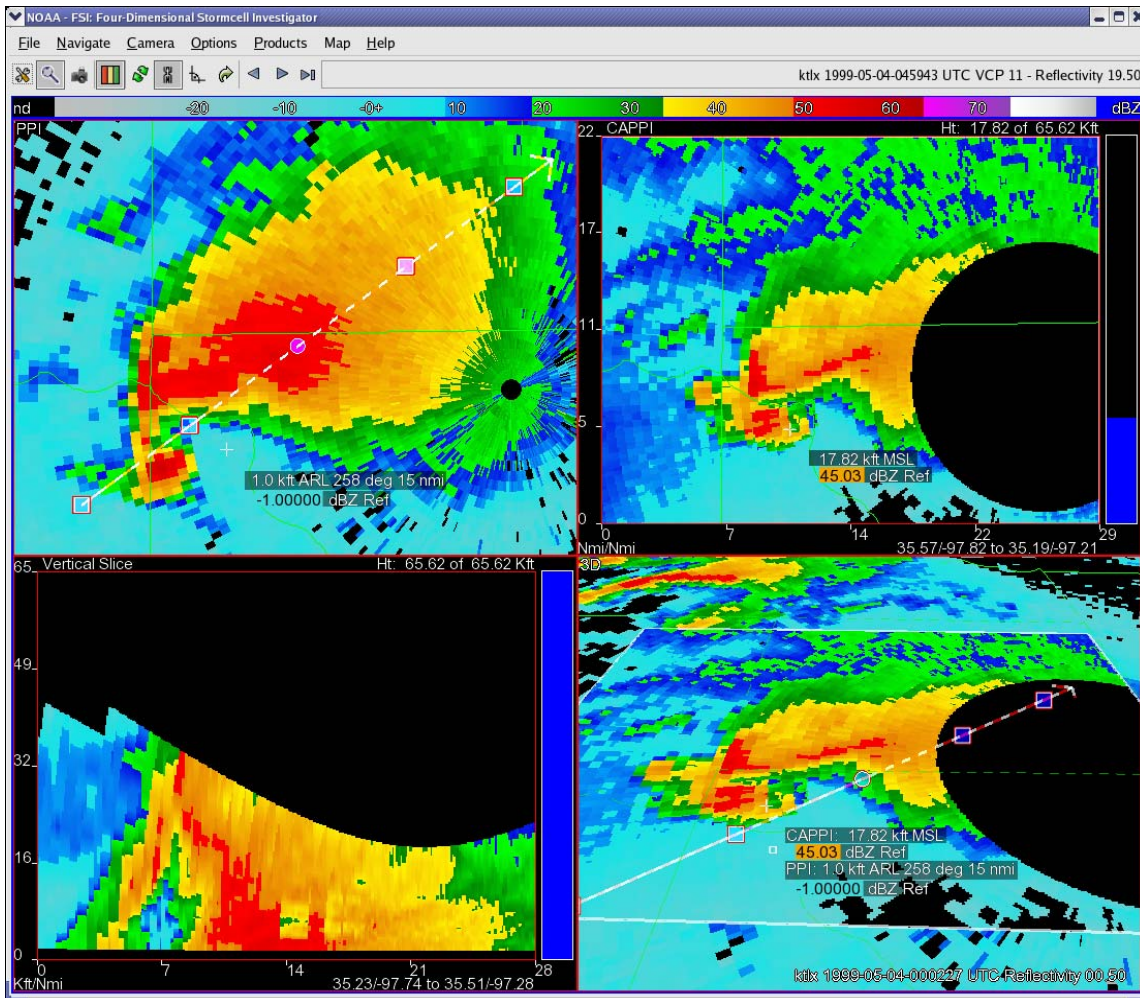 NOAA - FSI: Four-Dimensional Stormcell Investigator
File Navigate Camera Options Products Map Help
ktlx 1999-05-04-045943 UTC VCP 11 - Reflectivity 19.50
nd -20 -10 -0+ 10 20 30 40 50 60 70 dBZ
PPI
1.0 kft ARL 258 deg 15 nmi
-1.00000 dBZ Ref
CAPPI Ht: 17.82 of 65.62 Kft
22
17
11
5
0
17.82 kft MSL
45.03 dBZ Ref
0 7 14 22 29
Nmi/Nmi 35.57/-97.82 to 35.19/-97.21
Vertical Slice Ht: 65.62 of 65.62 Kft
65
49
32
16
0
0 7 14 21 28
Kft/Nmi 35.23/-97.74 to 35.51/-97.28
3D
CAPPI: 17.82 kft MSL
45.03 dBZ Ref
PPI: 1.0 kft ARL 258 deg 15 nmi
-1.00000 dBZ Ref
ktlx 1999-05-04-000227 UTC Reflectivity 00.50